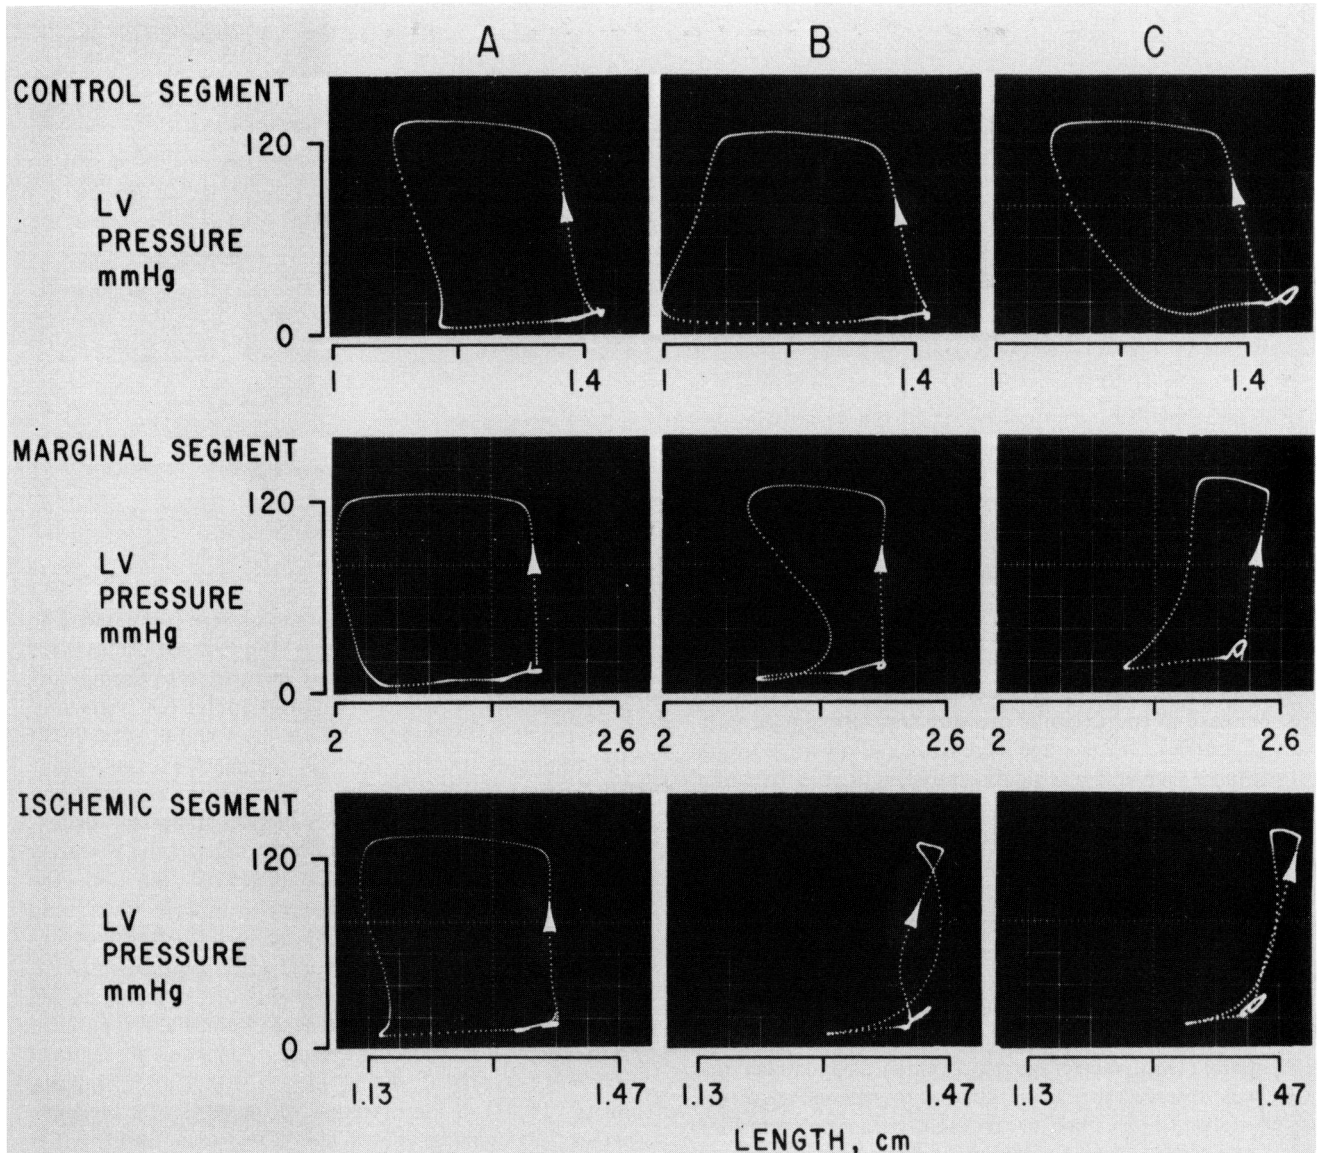 A B C
CONTROL SEGMENT
120
LV
PRESSURE
mmHg
0
1 1.4 1 1.4 1 1.4
MARGINAL SEGMENT
120
LV
PRESSURE
mmHg
0
2 2.6 2 2.6 2 2.6
ISCHEMIC SEGMENT
120
LV
PRESSURE
mmHg
0
1.13 1.47 1.13 1.47 1.13 1.47
LENGTH, cm